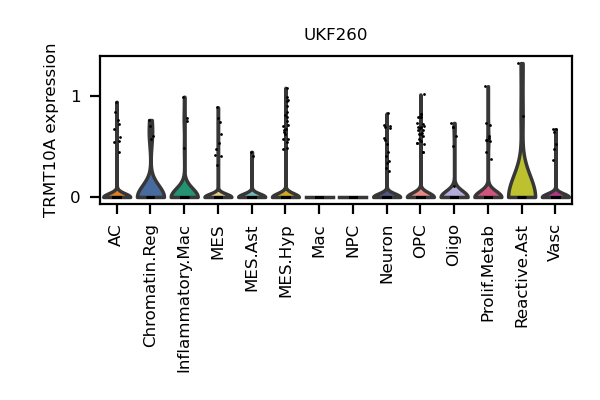 UKF260
TRMT10A expression
1
0
AC
Chromatin.Reg
Inflammatory.Mac
MES
MES.Ast
MES.Hyp
Mac
NPC
Neuron
OPC
Oligo
Prolif.Metab
Reactive.Ast
Vasc